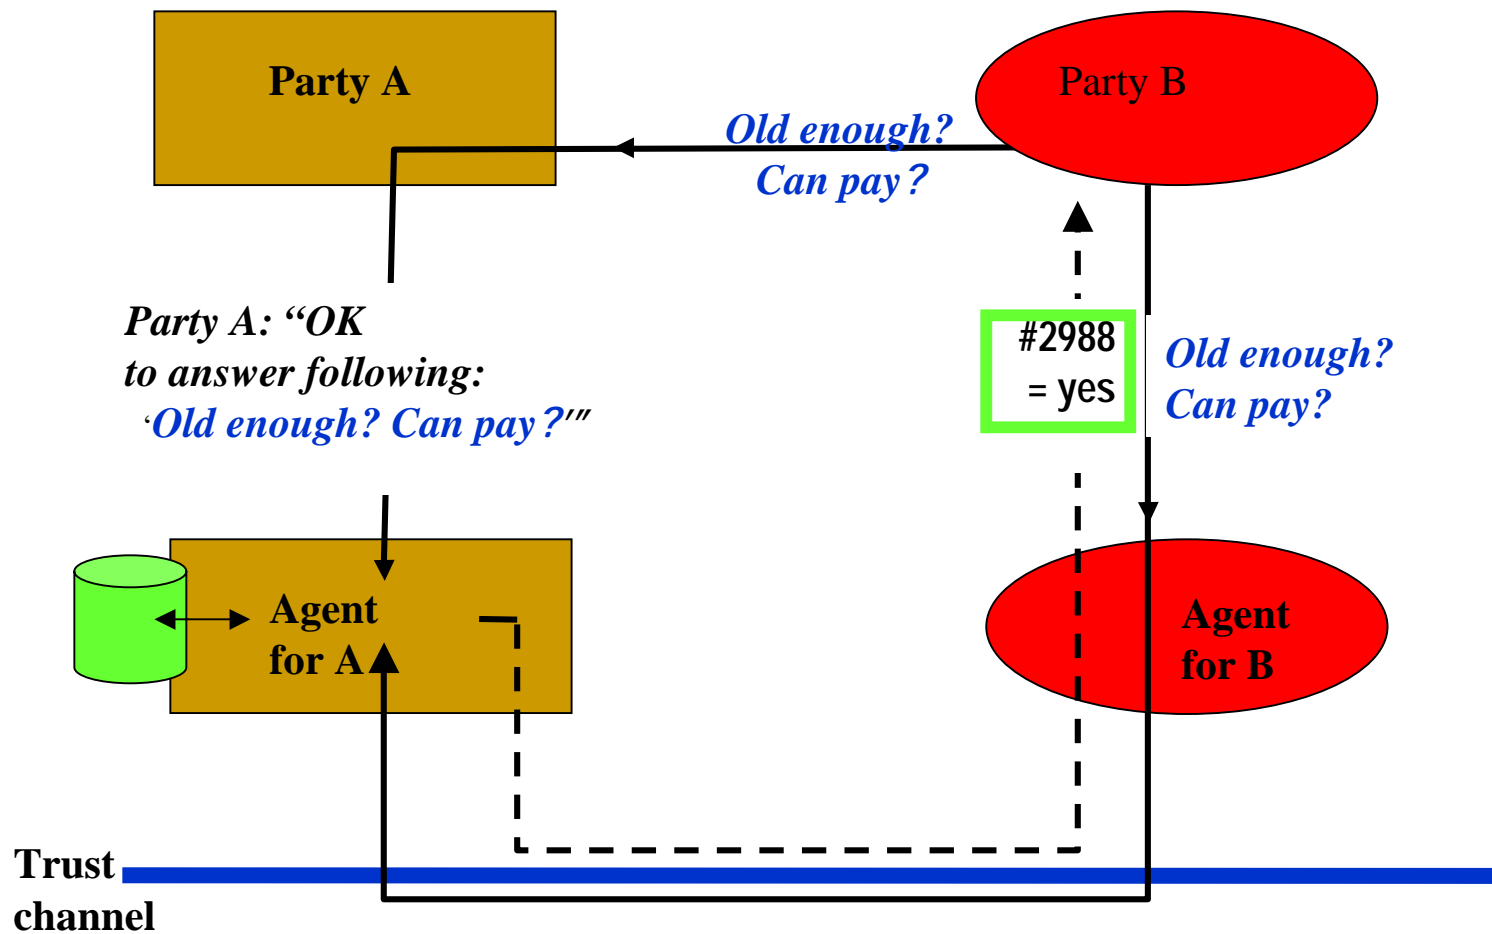 Party A
Party B
Old enough?
Can pay?
Party A: “OK
to answer following:
‘Old enough? Can pay?’”
#2988
= yes
Old enough?
Can pay?
Agent
for A
Agent
for B
Trust
channel